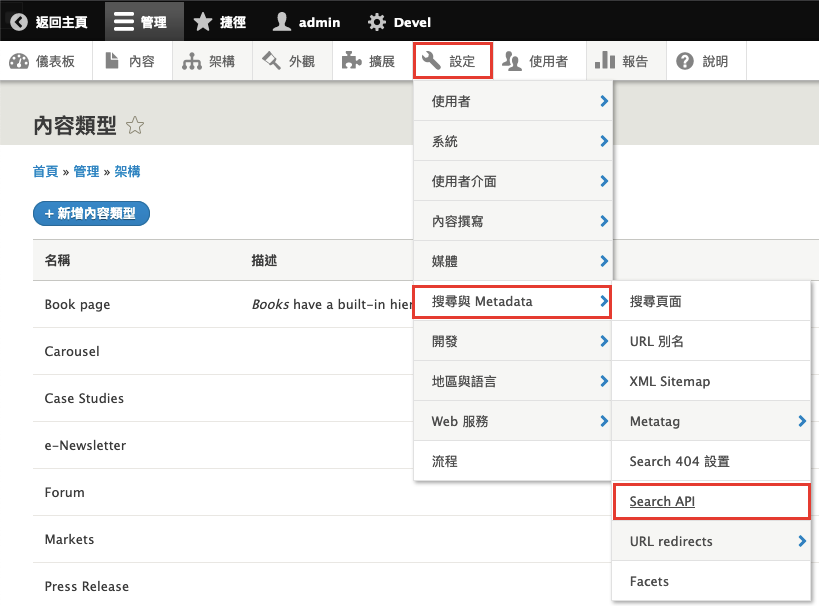 返回主頁 管理 捷徑 admin Devel
儀表板 內容 架構 外觀 擴展 設定 使用者 報告 說明
內容類型
首頁 » 管理 » 架構
+ 新增內容類型
名稱 描述
Book page Books have a built-in hier
Carousel
Case Studies
e-Newsletter
Forum
Markets
Press Release
使用者
系統
使用者介面
內容撰寫
媒體
搜尋與 Metadata
開發
地區與語言
Web 服務
流程
搜尋頁面
URL 別名
XML Sitemap
Metatag
Search 404 設置
Search API
URL redirects
Facets